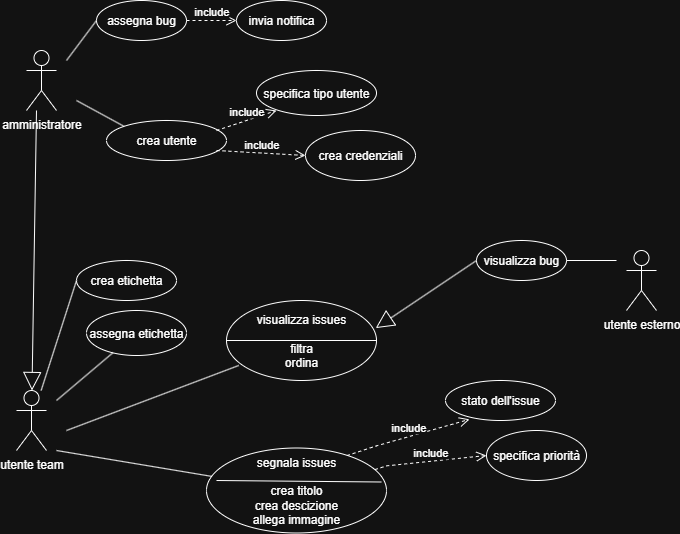 assegna bug
include
invia notifica
amministratore
specifica tipo utente
include
crea utente
include
crea credenziali
visualizza bug
utente esterno
crea etichetta
assegna etichetta
visualizza issues
filtra
ordina
utente team
stato dell'issue
include
segnala issues
include
specifica priorità
crea titolo
crea descizione
allega immagine